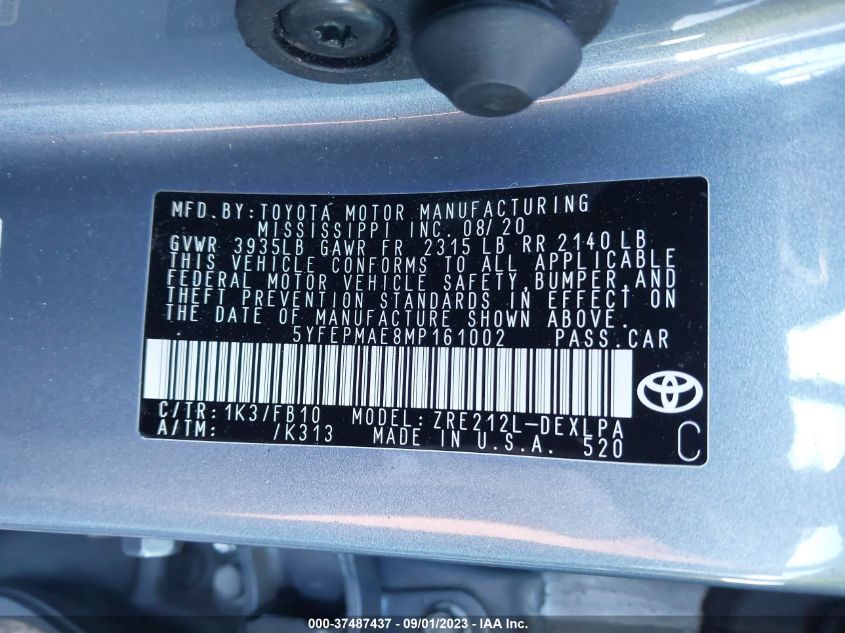 MFD. BY: TOYOTA MOTOR MANUFACTURING
MISSISSIPPI INC. 08/20
GVWR 3935LB GAWR FR 2315 LB RR 2140 LB
THIS VEHICLE CONFORMS TO ALL APPLICABLE
FEDERAL MOTOR VEHICLE SAFETY, BUMPER, AND
THEFT PREVENTION STANDARDS IN EFFECT ON
THE DATE OF MANUFACTURE SHOWN ABOVE.
5YFEPMAE8MP161002 PASS. CAR
C/TR: 1K3/FB10 MODEL: ZRE212L-DEXLPA
A/TM: /K313 MADE IN U.S.A. 520
C
000-37487437 - 09/01/2023 - IAA Inc.